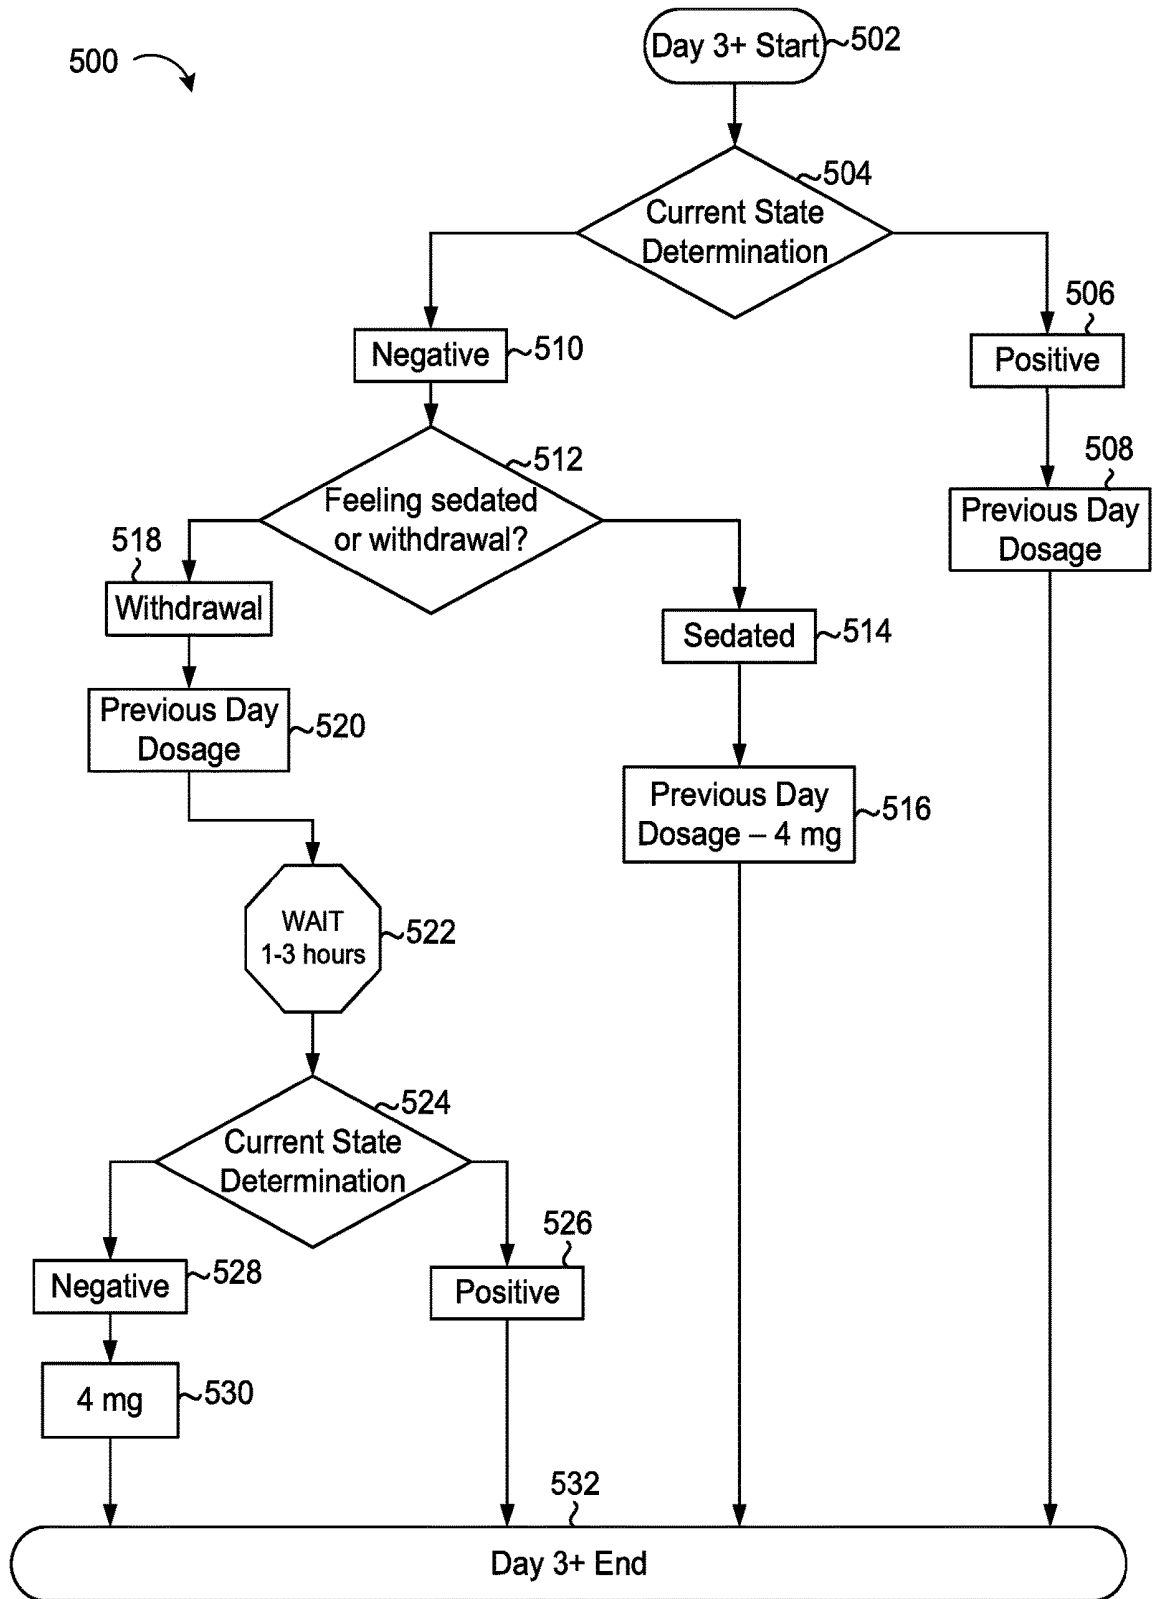 500
Day 3+ Start
502
504
Current State
Determination
506
Positive
Negative
510
508
Previous Day
Dosage
512
Feeling sedated
or withdrawal?
518
Withdrawal
Sedated
514
Previous Day
Dosage
520
Previous Day
Dosage – 4 mg
516
WAIT
1-3 hours
522
524
Current State
Determination
526
Positive
Negative
528
4 mg
530
532
Day 3+ End